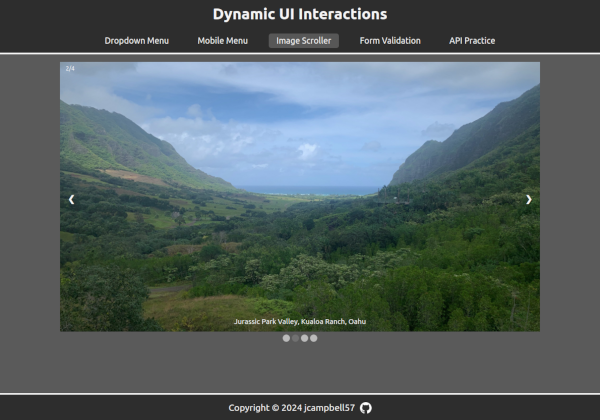 Dynamic UI Interactions
Dropdown Menu Mobile Menu Image Scroller Form Validation API Practice
2/4
❮ ❯
Jurassic Park Valley, Kualoa Ranch, Oahu
Copyright © 2024 jcampbell57